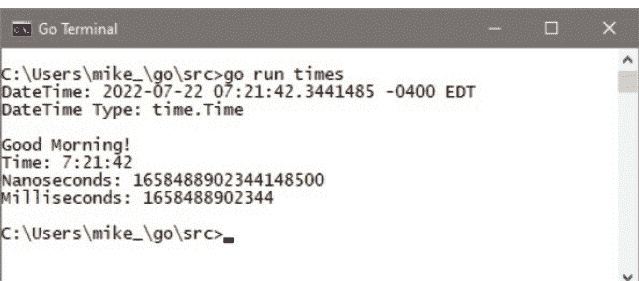 Go Terminal
C:\Users\mike_\go\src>go run times
DateTime: 2022-07-22 07:21:42.3441485 -0400 EDT
DateTime Type: time.Time
Good Morning!
Time: 7:21:42
Nanoseconds: 1658488902344148500
Milliseconds: 1658488902344
C:\Users\mike_\go\src>